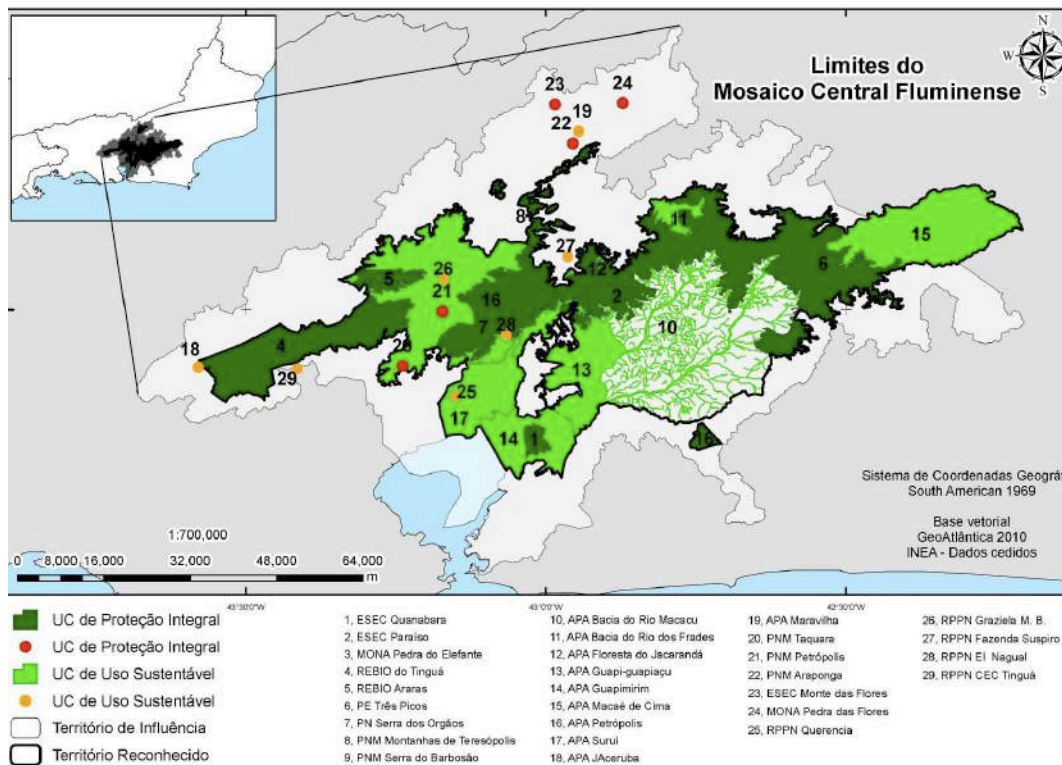 Limites do
Mosaico Central Fluminense
N
W
E
S
23
24
19
22
8
27
11
15
12
6
26
5
21
16
2
7
28
10
4
18
29
13
25
17
14
1
16
Sistema de Coordenadas Geográ
South American 1969
Base vetorial
GeoAtlântica 2010
INEA - Dados cedidos
1:700,000
0 8,000 16,000 32,000 48,000 64,000
m
43°0'0"W
42°30'0"W
UC de Proteção Integral
UC de Proteção Integral
UC de Uso Sustentável
UC de Uso Sustentável
Território de Influência
Território Reconhecido
1, ESEC Quanabara
2, ESEC Paraíso
3, MONA Pedra do Elefante
4, REBIO do Tinguá
5, REBIO Araras
6, PE Três Picos
7, PN Serra dos Orgãos
8, PNM Montanhas de Teresópolis
9, PNM Serra do Barbosão
10, APA Bacia do Rio Macacu
11, APA Bacia do Rio dos Frades
12, APA Floresta do Jacarandá
13, APA Guapi-guapiaçu
14, APA Guapimirim
15, APA Macaé de Cima
16, APA Petrópolis
17, APA Suruí
18, APA JAceruba
19, APA Maravilha
20, PNM Taquara
21, PNM Petrópolis
22, PNM Araponga
23, ESEC Monte das Flores
24, MONA Pedra das Flores
25, RPPN Querencia
26, RPPN Graziela M. B.
27, RPPN Fazenda Suspiro
28, RPPN El Nagual
29, RPPN CEC Tinguá